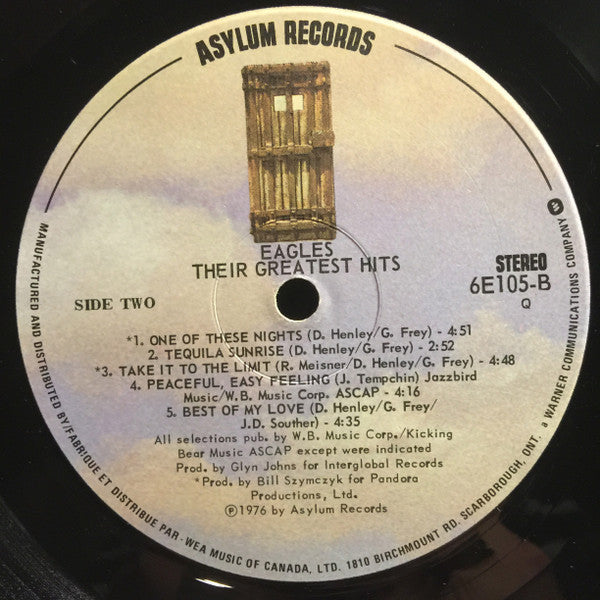 ASYLUM RECORDS
EAGLES
THEIR GREATEST HITS
SIDE TWO
STEREO
6E105-B
Q
*1. ONE OF THESE NIGHTS (D. Henley/G. Frey) - 4:51
2. TEQUILA SUNRISE (D. Henley/G. Frey) - 2:52
*3. TAKE IT TO THE LIMIT (R. Meisner/D. Henley/G. Frey) - 4:48
4. PEACEFUL, EASY FEELING (J. Tempchin) Jazzbird
Music/W.B. Music Corp. ASCAP - 4:16
5. BEST OF MY LOVE (D. Henley/G. Frey/
J.D. Souther) - 4:35
All selections pub. by W.B. Music Corp./Kicking
Bear Music ASCAP except were indicated
Prod. by Glyn Johns for Interglobal Records
*Prod. by Bill Szymczyk for Pandora
Productions, Ltd.
Ⓟ1976 by Asylum Records
MANUFACTURED AND DISTRIBUTED BY/FABRIQUE ET DISTRIBUE PAR-WEA MUSIC OF CANADA, LTD. 1810 BIRCHMOUNT RD. SCARBOROUGH, ONT. a WARNER COMMUNICATIONS COMPANY